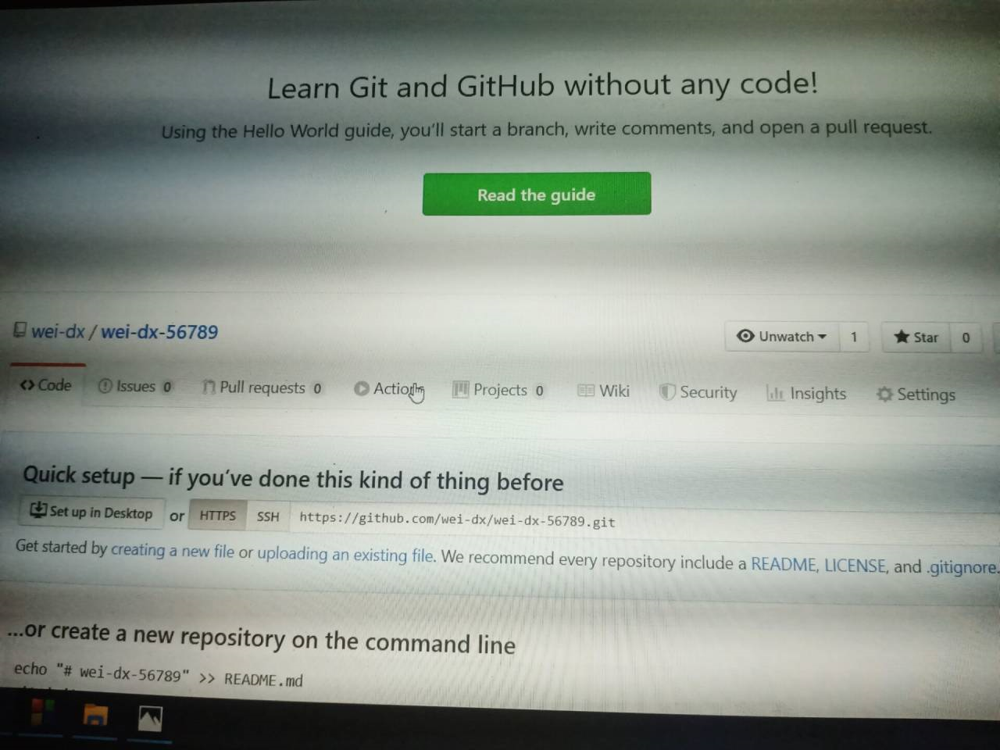 Learn Git and GitHub without any code!
Using the Hello World guide, you'll start a branch, write comments, and open a pull request.
Read the guide
wei-dx / wei-dx-56789
Unwatch 1 Star 0
Code Issues 0 Pull requests 0 Actions Projects 0 Wiki Security Insights Settings
Quick setup — if you've done this kind of thing before
Set up in Desktop or HTTPS SSH https://github.com/wei-dx/wei-dx-56789.git
Get started by creating a new file or uploading an existing file. We recommend every repository include a README, LICENSE, and .gitignore.
...or create a new repository on the command line
echo "# wei-dx-56789" >> README.md